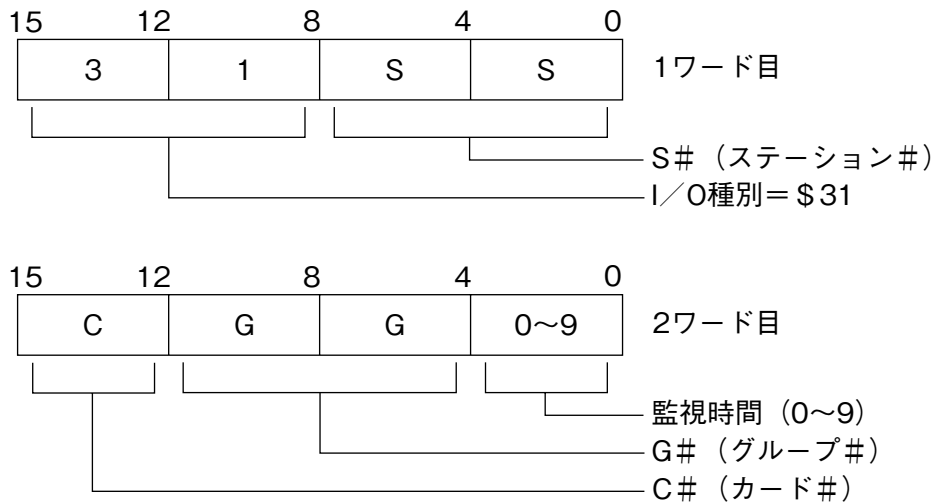 15 12 8 4 0
3 1 S S 1ワード目
S#（ステーション#）
I／O種別＝＄31
15 12 8 4 0
C G G 0～9 2ワード目
監視時間（0～9）
G#（グループ#）
C#（カード#）